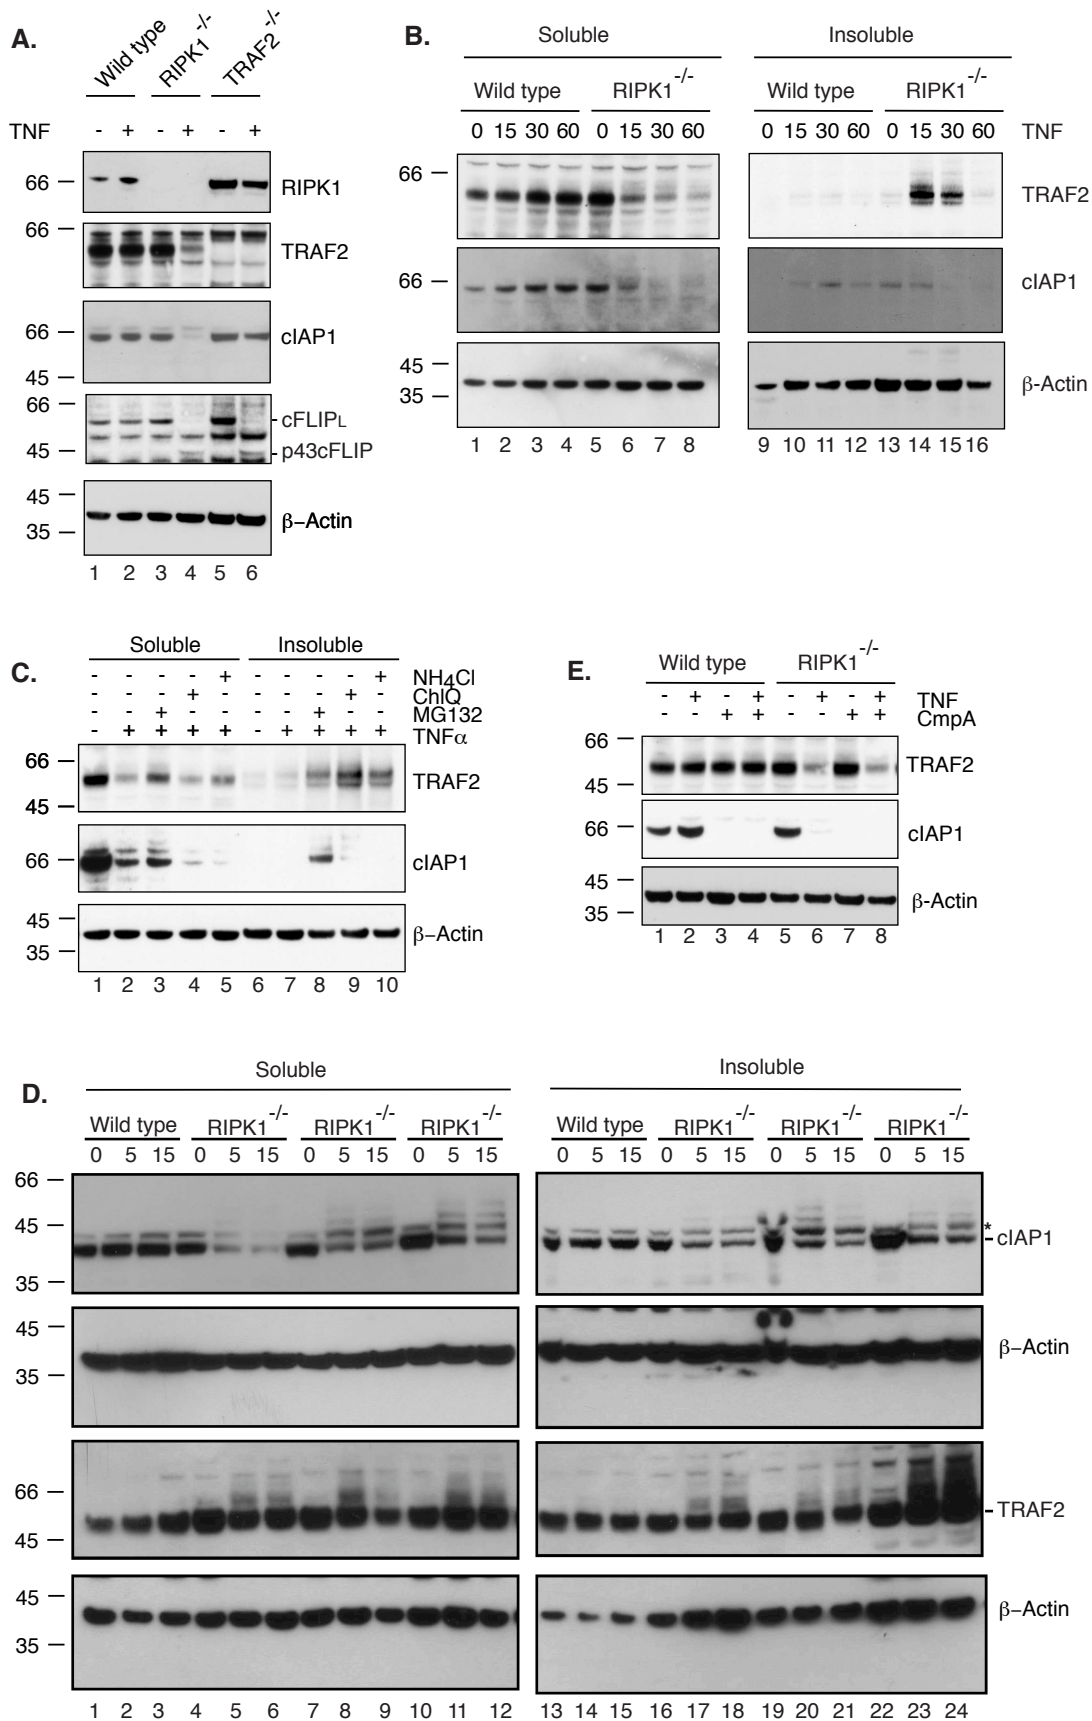 A.
Wild type
RIPK1-/-
TRAF2-/-
TNF - + - + - +
66
RIPK1
66
TRAF2
66
cIAP1
45
66
cFLIPL
45
p43cFLIP
45
β−Actin
35
1 2 3 4 5 6
B.
Soluble
Insoluble
Wild type
RIPK1-/-
Wild type
RIPK1-/-
0 15 30 60 0 15 30 60
0 15 30 60 0 15 30 60
TNF
66
TRAF2
66
cIAP1
45
β-Actin
35
1 2 3 4 5 6 7 8
9 10 11 12 13 14 15 16
C.
Soluble
Insoluble
- - - - + - - - - + NH4Cl
- - - + - - - - + - ChlQ
- - + - - - - + - - MG132
- + + + + - + + + + TNFα
66
TRAF2
45
66
cIAP1
45
β−Actin
35
1 2 3 4 5 6 7 8 9 10
E.
Wild type
RIPK1-/-
- + - + - + - + TNF
- - + + - - + + CmpA
66
TRAF2
45
66
cIAP1
45
β-Actin
35
1 2 3 4 5 6 7 8
D.
Soluble
Insoluble
Wild type
RIPK1-/-
RIPK1-/-
RIPK1-/-
Wild type
RIPK1-/-
RIPK1-/-
RIPK1-/-
0 5 15 0 5 15 0 5 15 0 5 15
0 5 15 0 5 15 0 5 15 0 5 15
66
45
*
cIAP1
35
45
β−Actin
35
66
TRAF2
45
45
β−Actin
35
1 2 3 4 5 6 7 8 9 10 11 12
13 14 15 16 17 18 19 20 21 22 23 24